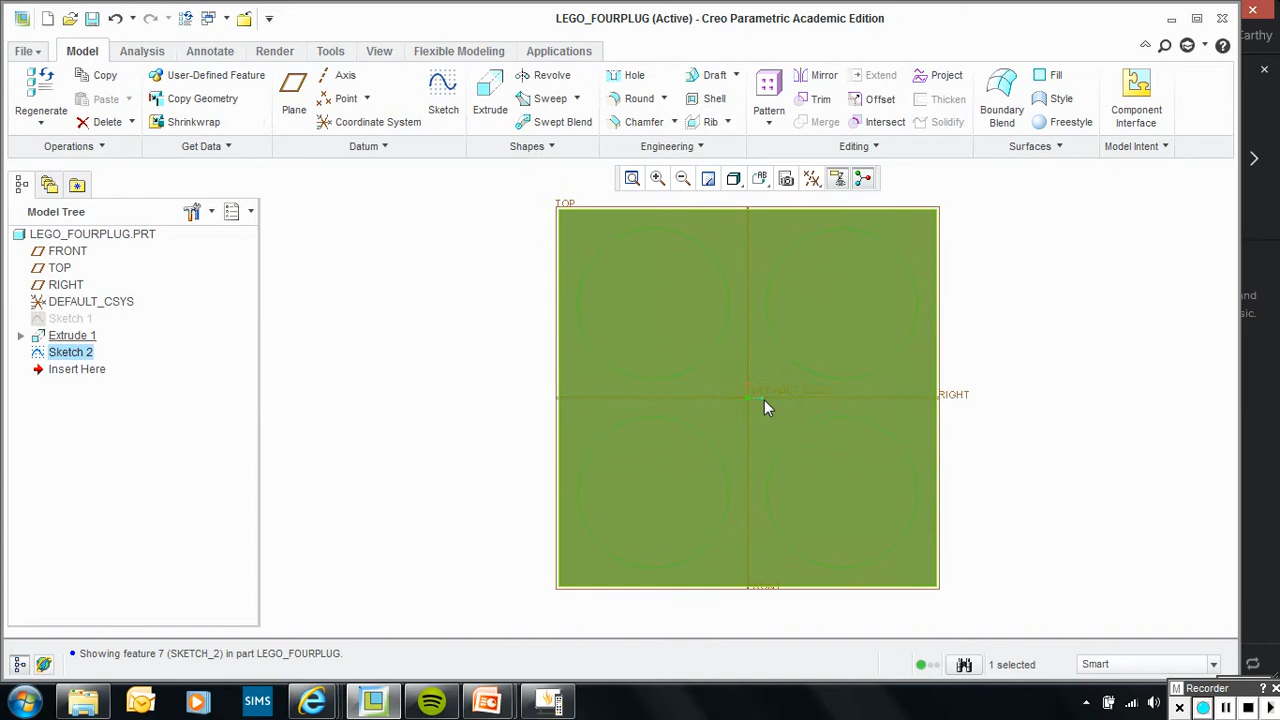 LEGO_FOURPLUG (Active) - Creo Parametric Academic Edition
File
Model
Analysis
Annotate
Render
Tools
View
Flexible Modeling
Applications
Regenerate
Copy
Paste
Delete
Operations
User-Defined Feature
Copy Geometry
Shrinkwrap
Get Data
Plane
Axis
Point
Coordinate System
Sketch
Datum
Extrude
Revolve
Sweep
Swept Blend
Shapes
Hole
Round
Chamfer
Draft
Shell
Rib
Engineering
Pattern
Mirror
Trim
Merge
Extend
Offset
Intersect
Project
Thicken
Solidify
Editing
Boundary Blend
Fill
Style
Freestyle
Surfaces
Component Interface
Model Intent
Model Tree
LEGO_FOURPLUG.PRT
FRONT
TOP
RIGHT
DEFAULT_CSYS
Sketch 1
Extrude 1
Sketch 2
Insert Here
TOP
RIGHT
Showing feature 7 (SKETCH_2) in part LEGO_FOURPLUG.
1 selected
Smart
SIMS
Recorder